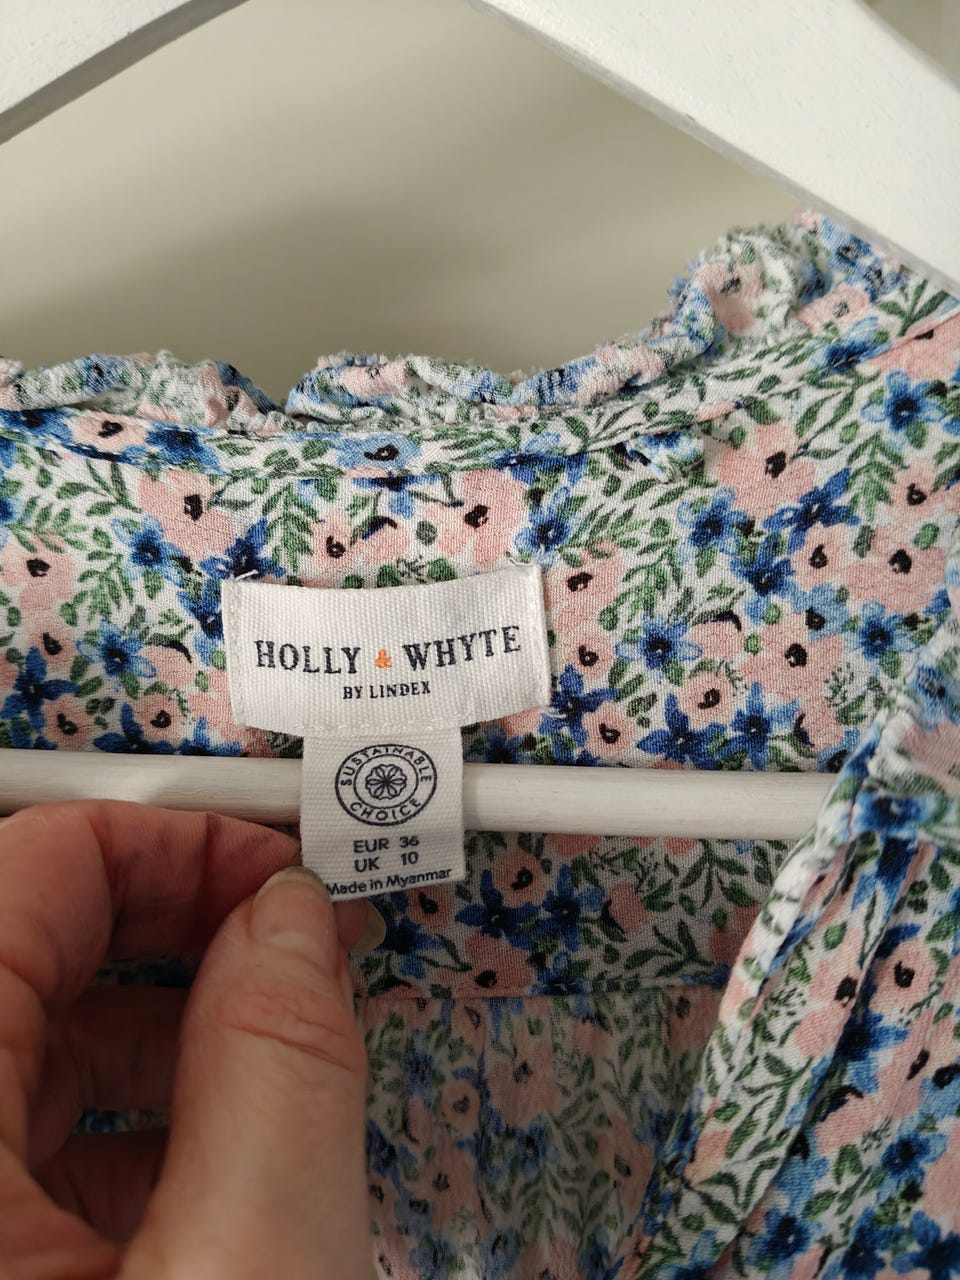 HOLLY & WHYTE
BY LINDEX
SUSTAINABLE
CHOICE
EUR 36
UK 10
Made in Myanmar